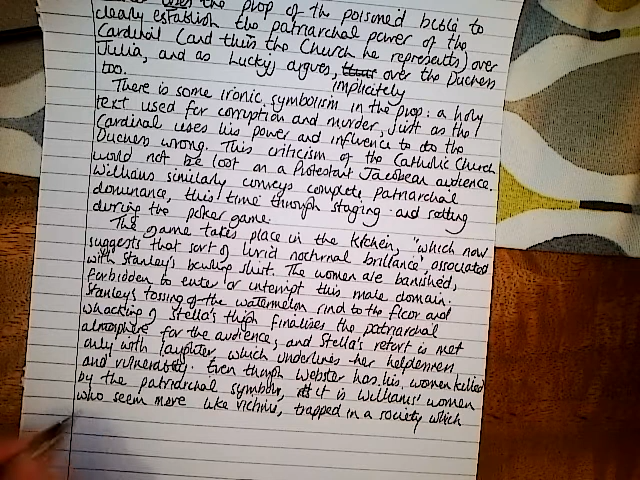 uses the prop of the poisoned bible to
clearly establish the patriarchal power of the
Cardinal (and thus the Church he represents) over
Julia, and as Luckyj argues, over the Duchess
too. implicitly
There is some ironic symbolism in the prop: a holy
text used for corruption and murder, just as the
Cardinal uses his power and influence to do the
Duchess wrong. This criticism of the Catholic Church
would not be lost on a Protestant Jacobean audience.
Williams similarly conveys complete patriarchal
dominance, this time through staging and setting
during the poker game.
The game takes place in the kitchen, "which now
suggests that sort of lurid nocturnal brillance", associated
with Stanley's bowling shirt. The women are banished,
forbidden to enter or interrupt this male domain.
Stanley's tossing of the watermelon rind to the floor and
whacking of Stella's thigh finalises the patriarchal
atmosphere for the audience, and Stella's retort is met
only with laughter, which underlines her helplessness
and vulnerability. Even though Webster has his women killed
by the patriarchal symbols, it is Williams' women
who seem more like victims, trapped in a society which